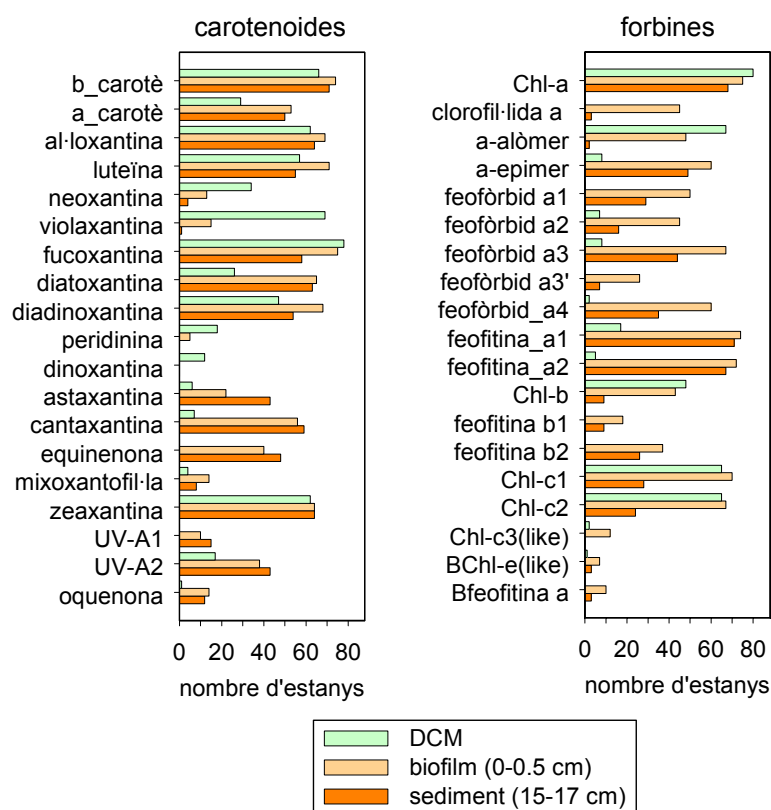 carotenoides
b_carotè
a_carotè
al·loxantina
luteïna
neoxantina
violaxantina
fucoxantina
diatoxantina
diadinoxantina
peridinina
dinoxantina
astaxantina
cantaxantina
equinenona
mixoxantofil·la
zeaxantina
UV-A1
UV-A2
oquenona
0 20 40 60 80
nombre d'estanys
forbines
Chl-a
clorofil·lida a
a-alòmer
a-epimer
feofòrbid a1
feofòrbid a2
feofòrbid a3
feofòrbid a3'
feofòrbid_a4
feofitina_a1
feofitina_a2
Chl-b
feofitina b1
feofitina b2
Chl-c1
Chl-c2
Chl-c3(like)
BChl-e(like)
Bfeofitina a
0 20 40 60 80
nombre d'estanys
DCM
biofilm (0-0.5 cm)
sediment (15-17 cm)